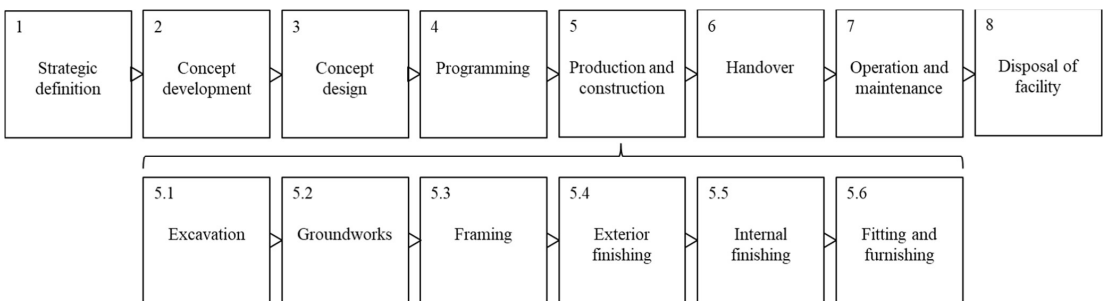 1
Strategic
definition
2
Concept
development
3
Concept
design
4
Programming
5
Production and
construction
6
Handover
7
Operation and
maintenance
8
Disposal of
facility
5.1
Excavation
5.2
Groundworks
5.3
Framing
5.4
Exterior
finishing
5.5
Internal
finishing
5.6
Fitting and
furnishing